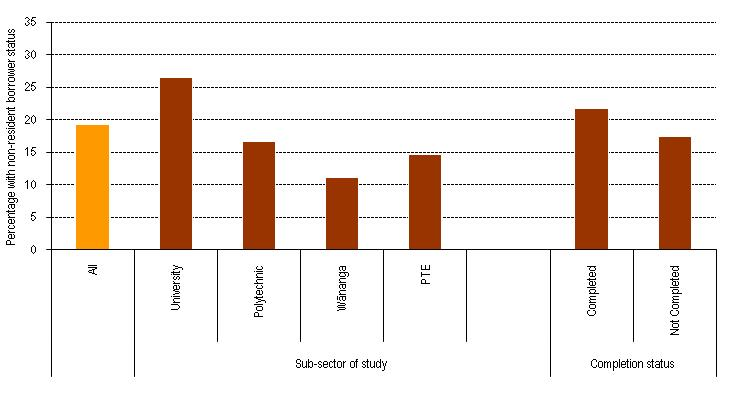 Percentage with non-resident borrower status
35
30
25
20
15
10
5
0
All
University
Polytechnic
Wānanga
PTE
Completed
Not Completed
Sub-sector of study
Completion status